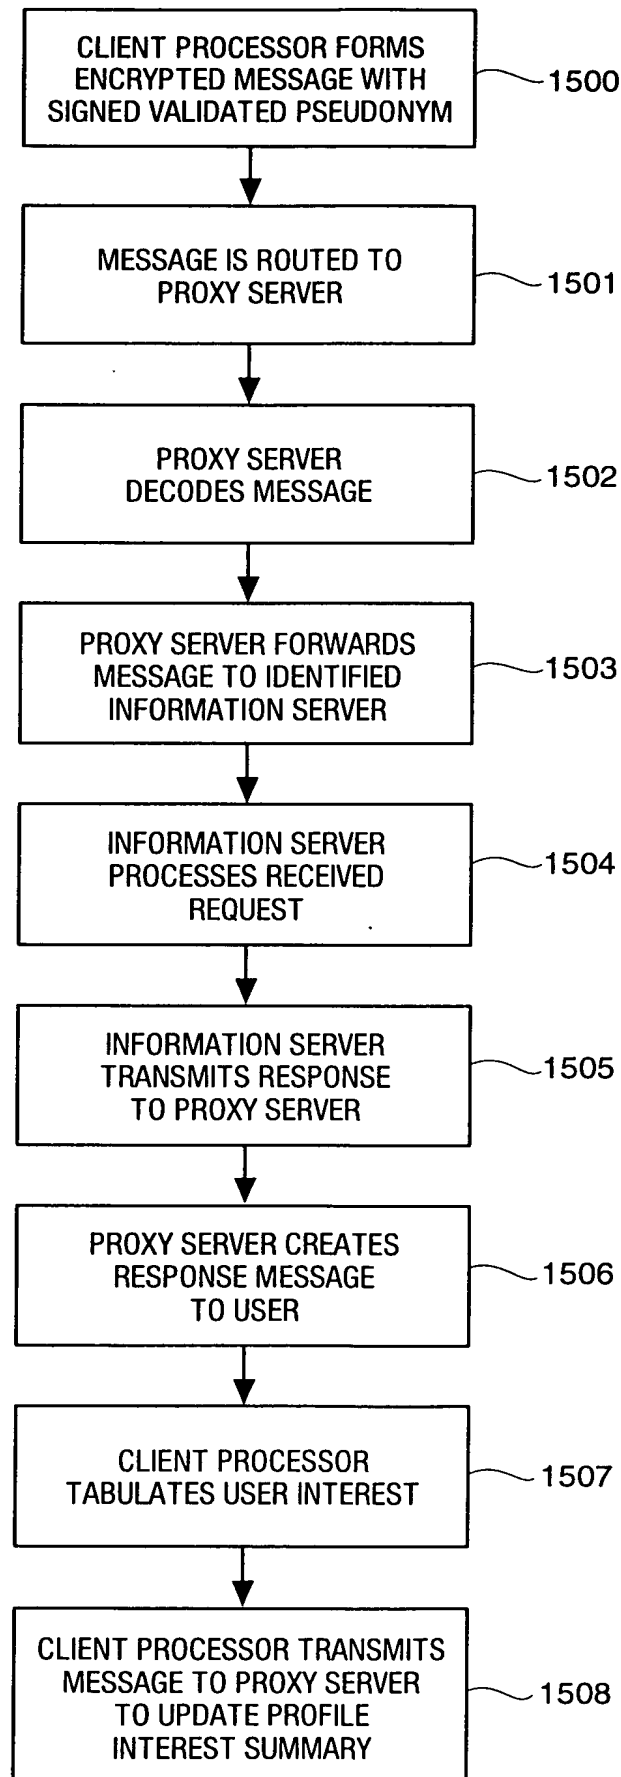 CLIENT PROCESSOR FORMS
ENCRYPTED MESSAGE WITH
SIGNED VALIDATED PSEUDONYM
1500
MESSAGE IS ROUTED TO
PROXY SERVER
1501
PROXY SERVER
DECODES MESSAGE
1502
PROXY SERVER FORWARDS
MESSAGE TO IDENTIFIED
INFORMATION SERVER
1503
INFORMATION SERVER
PROCESSES RECEIVED
REQUEST
1504
INFORMATION SERVER
TRANSMITS RESPONSE
TO PROXY SERVER
1505
PROXY SERVER CREATES
RESPONSE MESSAGE
TO USER
1506
CLIENT PROCESSOR
TABULATES USER INTEREST
1507
CLIENT PROCESSOR TRANSMITS
MESSAGE TO PROXY SERVER
TO UPDATE PROFILE
INTEREST SUMMARY
1508